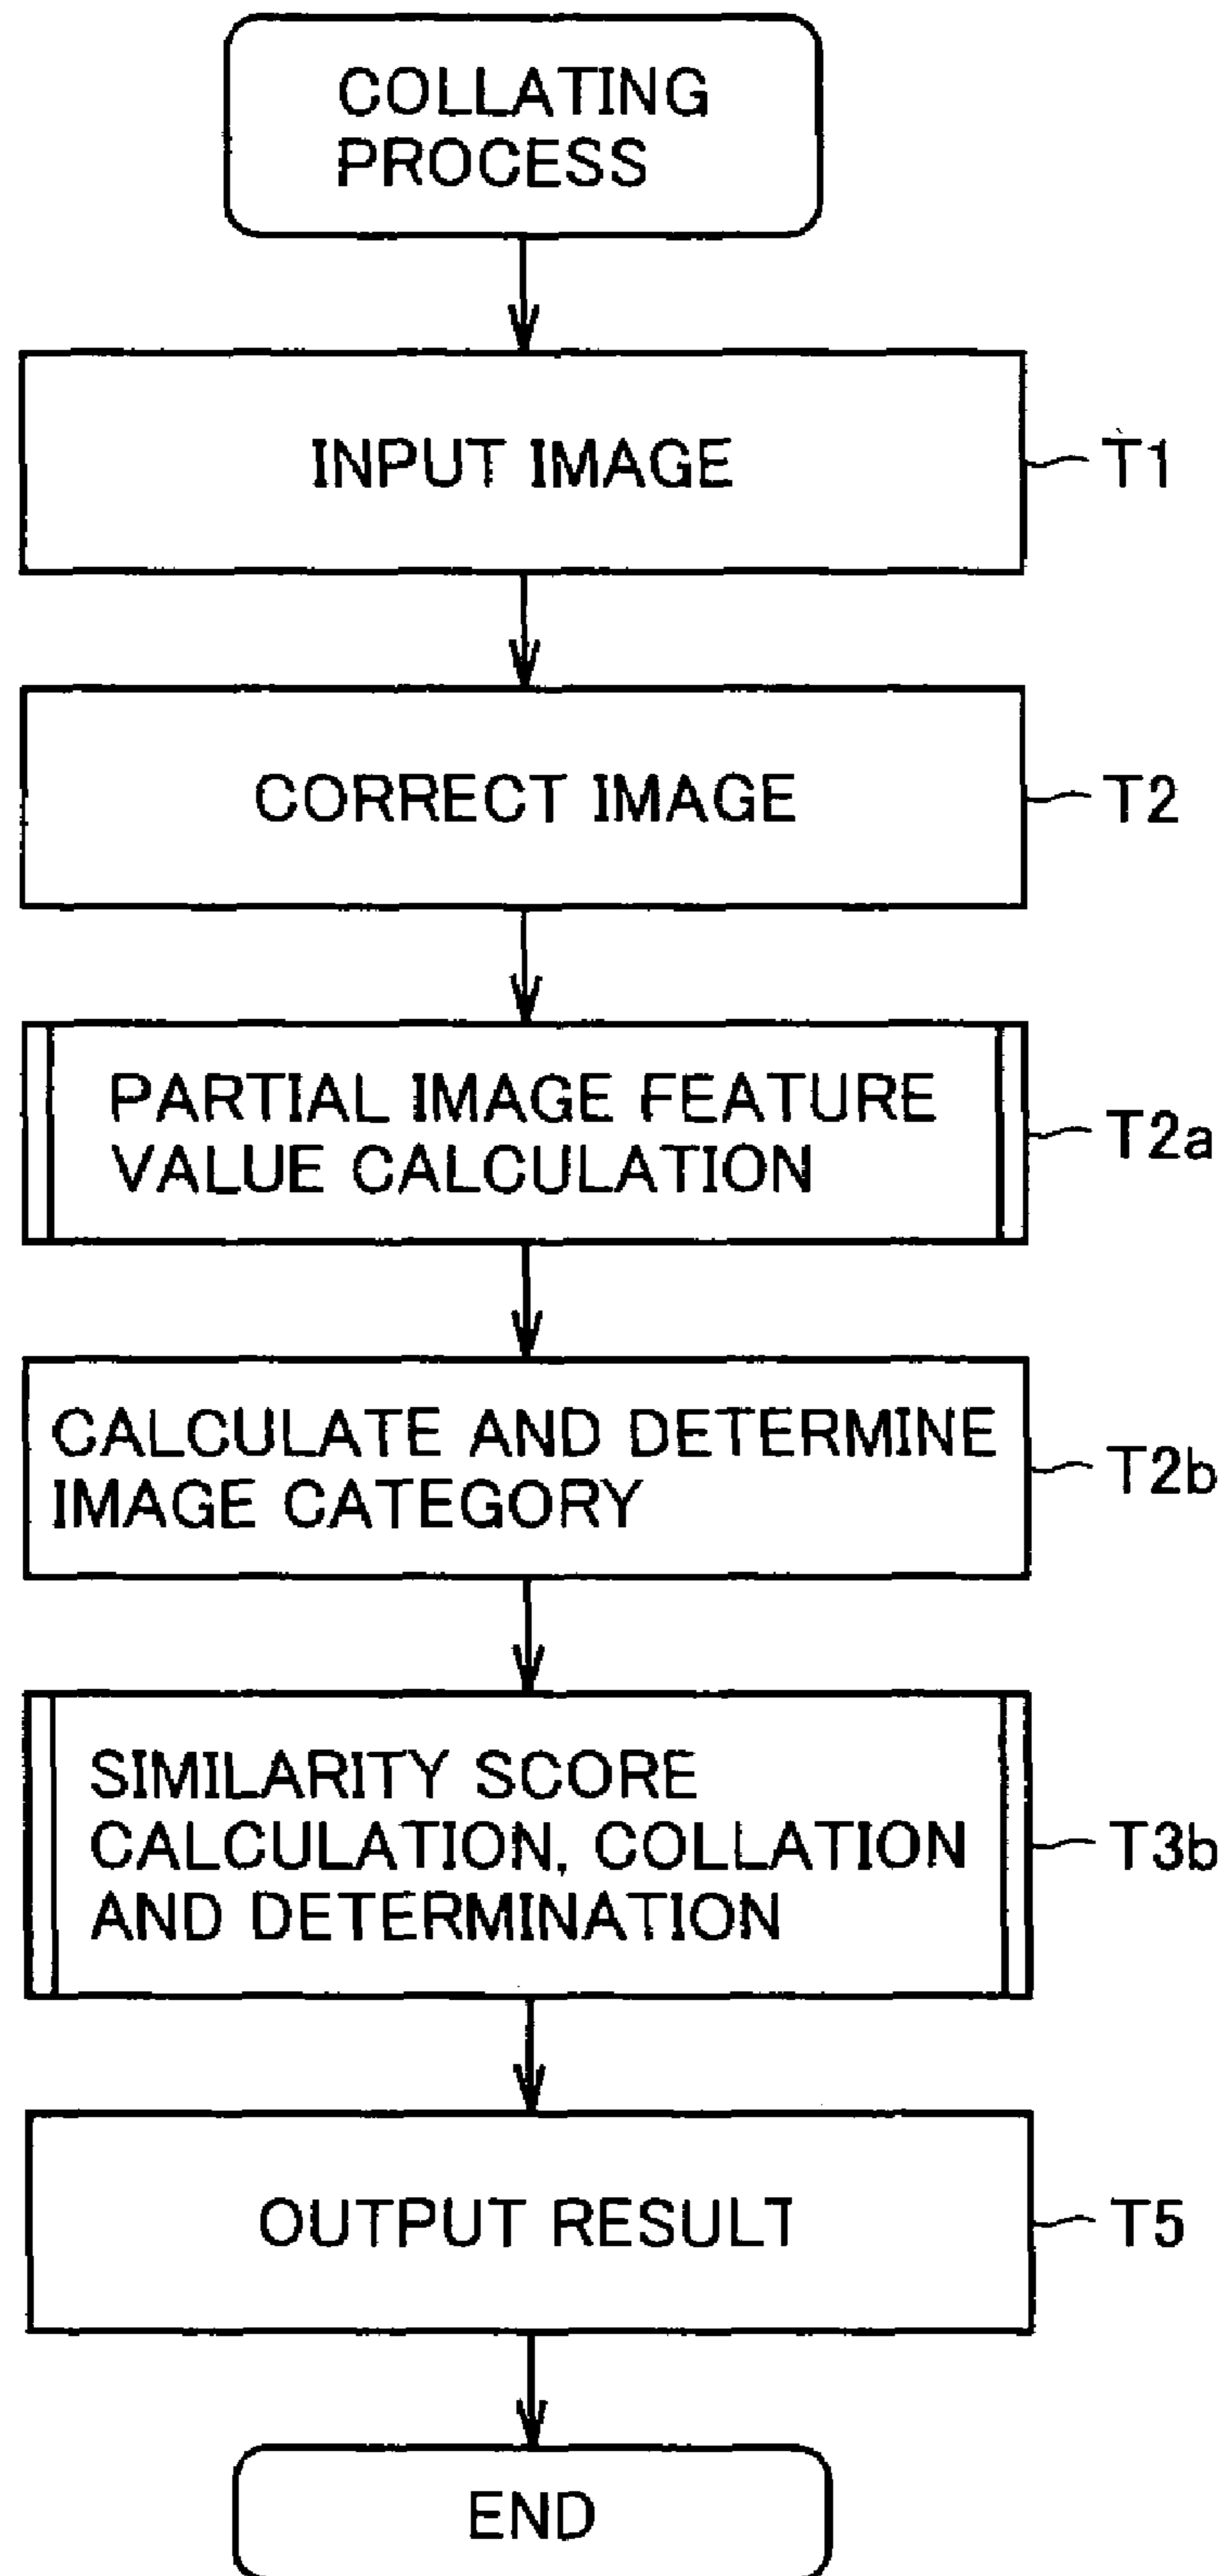 COLLATING
PROCESS
INPUT IMAGE
T1
CORRECT IMAGE
T2
PARTIAL IMAGE FEATURE
VALUE CALCULATION
T2a
CALCULATE AND DETERMINE
IMAGE CATEGORY
T2b
SIMILARITY SCORE
CALCULATION, COLLATION
AND DETERMINATION
T3b
OUTPUT RESULT
T5
END